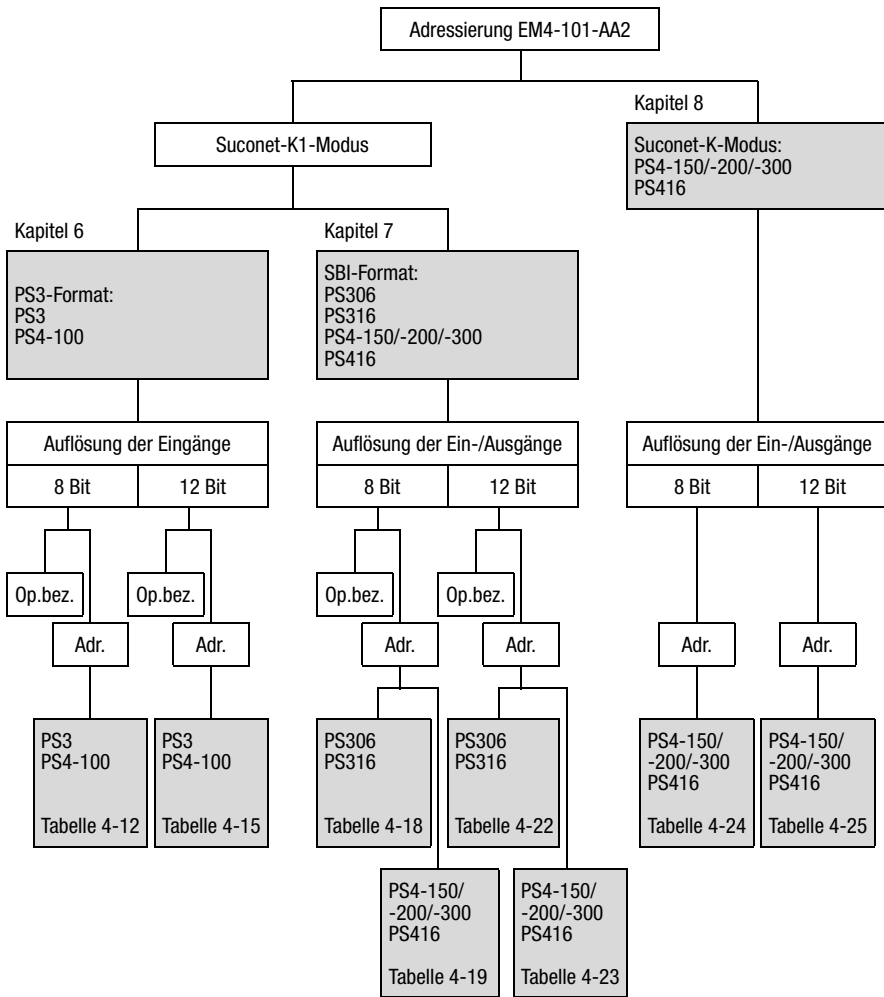 Adressierung EM4-101-AA2
Suconet-K1-Modus
Kapitel 8
Suconet-K-Modus:
PS4-150/-200/-300
PS416
Kapitel 6
PS3-Format:
PS3
PS4-100
Kapitel 7
SBI-Format:
PS306
PS316
PS4-150/-200/-300
PS416
Auflösung der Eingänge
8 Bit
12 Bit
Auflösung der Ein-/Ausgänge
8 Bit
12 Bit
Auflösung der Ein-/Ausgänge
8 Bit
12 Bit
Op.bez.
Op.bez.
Op.bez.
Op.bez.
Adr.
Adr.
Adr.
Adr.
Adr.
Adr.
PS3
PS4-100
Tabelle 4-12
PS3
PS4-100
Tabelle 4-15
PS306
PS316
Tabelle 4-18
PS306
PS316
Tabelle 4-22
PS4-150/
-200/-300
PS416
Tabelle 4-24
PS4-150/
-200/-300
PS416
Tabelle 4-25
PS4-150/
-200/-300
PS416
Tabelle 4-19
PS4-150/
-200/-300
PS416
Tabelle 4-23